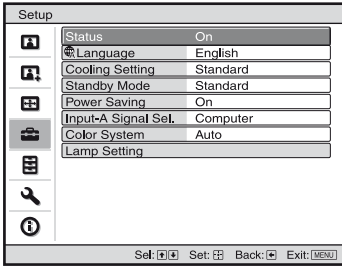 Setup
Status On
Language English
Cooling Setting Standard
Standby Mode Standard
Power Saving On
Input-A Signal Sel. Computer
Color System Auto
Lamp Setting
Sel: Set: Back: Exit: MENU